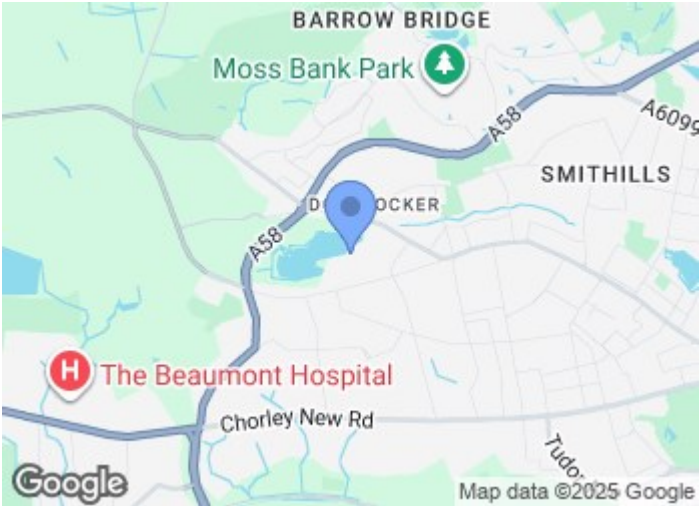 BARROW BRIDGE
Moss Bank Park
A58
A6099
SMITHILLS
OCKER
A58
The Beaumont Hospital
H
Chorley New Rd
Google
Map data ©2025 Google